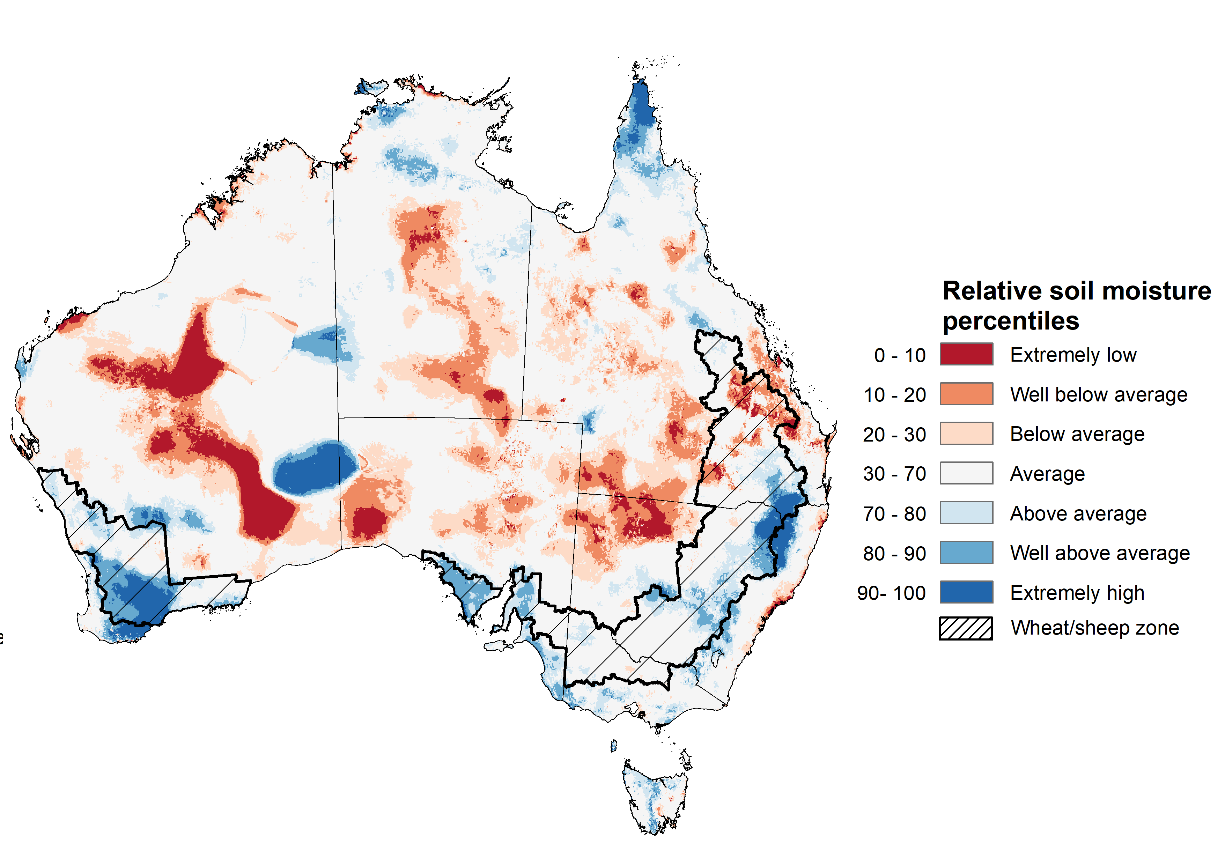 Relative soil moisture
percentiles
0 - 10 Extremely low
10 - 20 Well below average
20 - 30 Below average
30 - 70 Average
70 - 80 Above average
80 - 90 Well above average
90- 100 Extremely high
Wheat/sheep zone
e